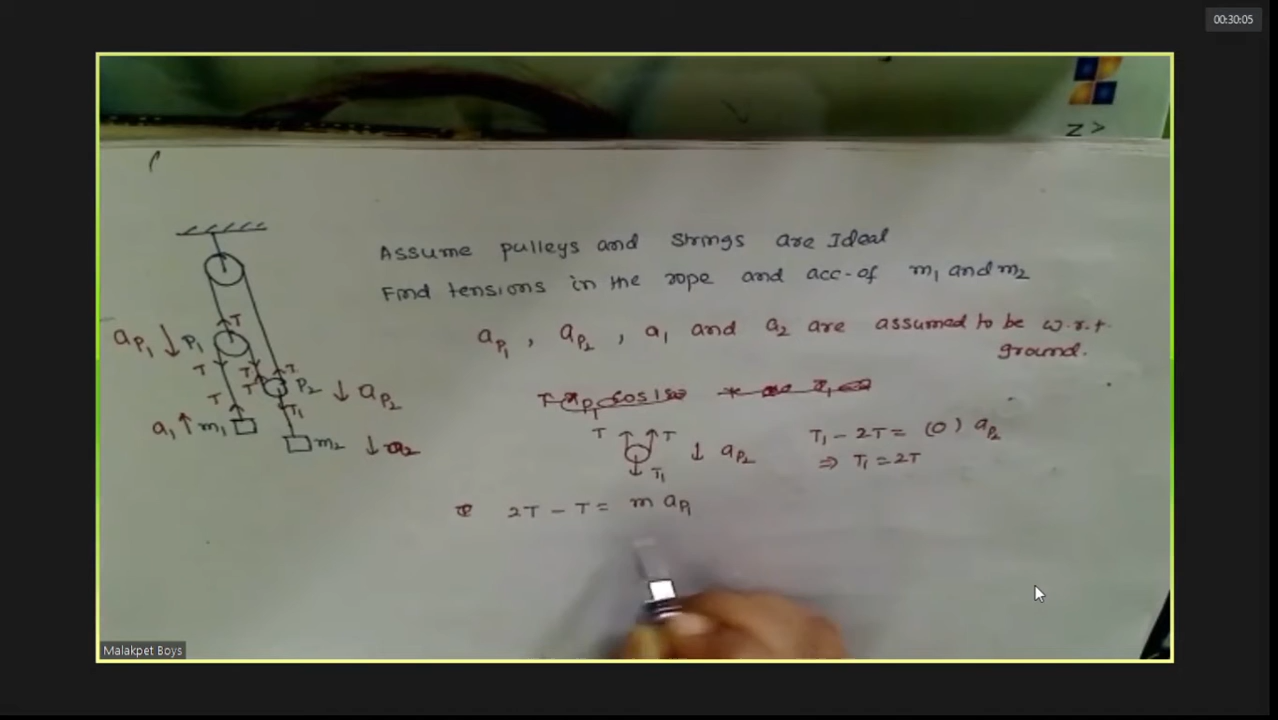 00:30:05
Z >
Assume pulleys and strings are Ideal
Find tensions in the rope and acc. of m₁ and m₂
aP₁ , aP₂ , a₁ and a₂ are assumed to be w.r.t.
ground.
T
aP₁ ↓ P₁
T T T T
T P₂ ↓ aP₂
T₁
a₁ ↑ m₁
m₂ ↓ a₂
T T
↓ aP₂
T₁
T₁ - 2T = (0) aP₂
⇒ T₁ = 2T
2T - T = m aP₁
Malakpet Boys